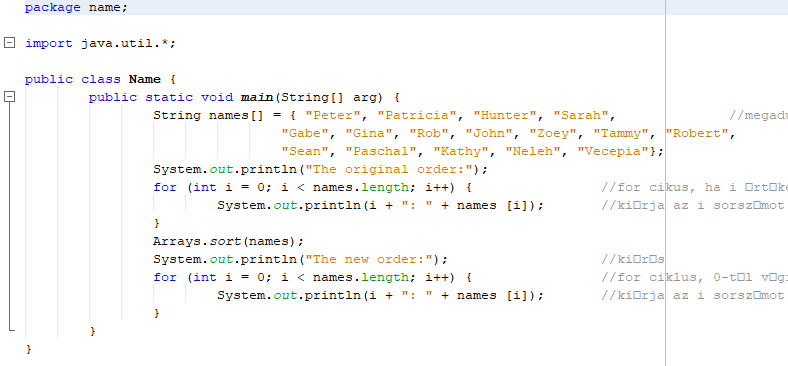 package name;
import java.util.*;
public class Name {
public static void main(String[] arg) {
String names[] = { "Peter", "Patricia", "Hunter", "Sarah", //
"Gabe", "Gina", "Rob", "John", "Zoey", "Tammy", "Robert",
"Sean", "Paschal", "Kathy", "Neleh", "Vecepia"};
System.out.println("The original order:");
for (int i = 0; i < names.length; i++) { //for cikus, ha i □rt□ke
System.out.println(i + ": " + names [i]); //ki□rja az i sorsz□mot
}
Arrays.sort(names);
System.out.println("The new order:"); //ki□r□s
for (int i = 0; i < names.length; i++) { //for ciklus, 0-t□l
System.out.println(i + ": " + names [i]); //ki□rja az i sorsz□mot
}
}
}